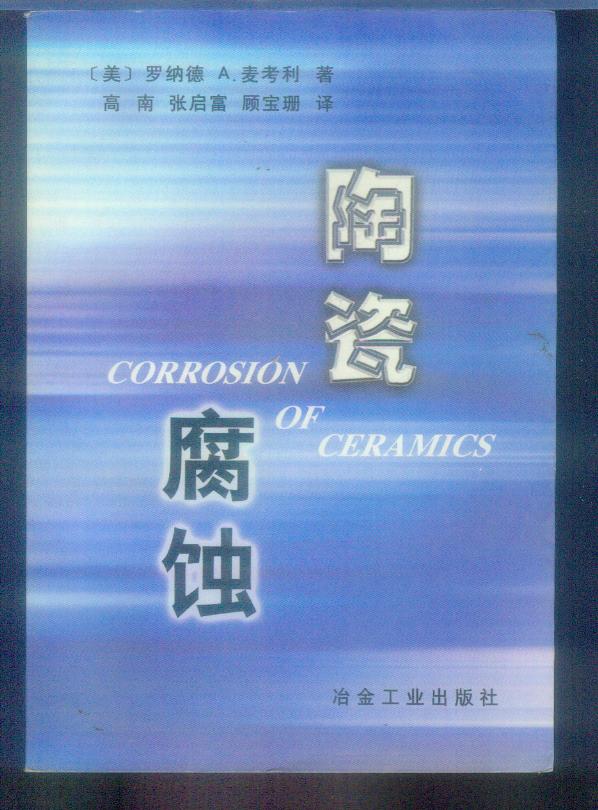 〔美〕罗纳德 A.麦考利 著
高 南 张启富 顾宝珊 译
陶瓷
CORROSION
OF
CERAMICS
腐蚀
冶金工业出版社